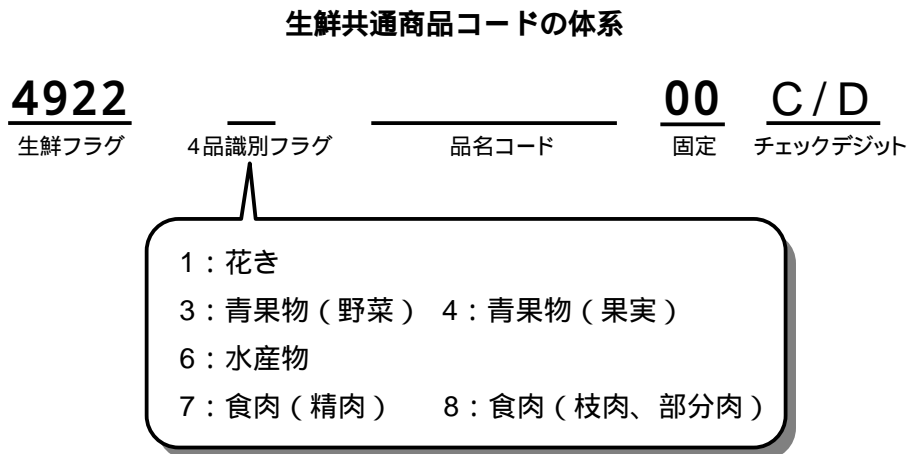 生鮮共通商品コードの体系
4922 00 C/D
生鮮フラグ 4品識別フラグ 品名コード 固定 チェックデジット
1：花き
3：青果物（野菜） 4：青果物（果実）
6：水産物
7：食肉（精肉） 8：食肉（枝肉、部分肉）